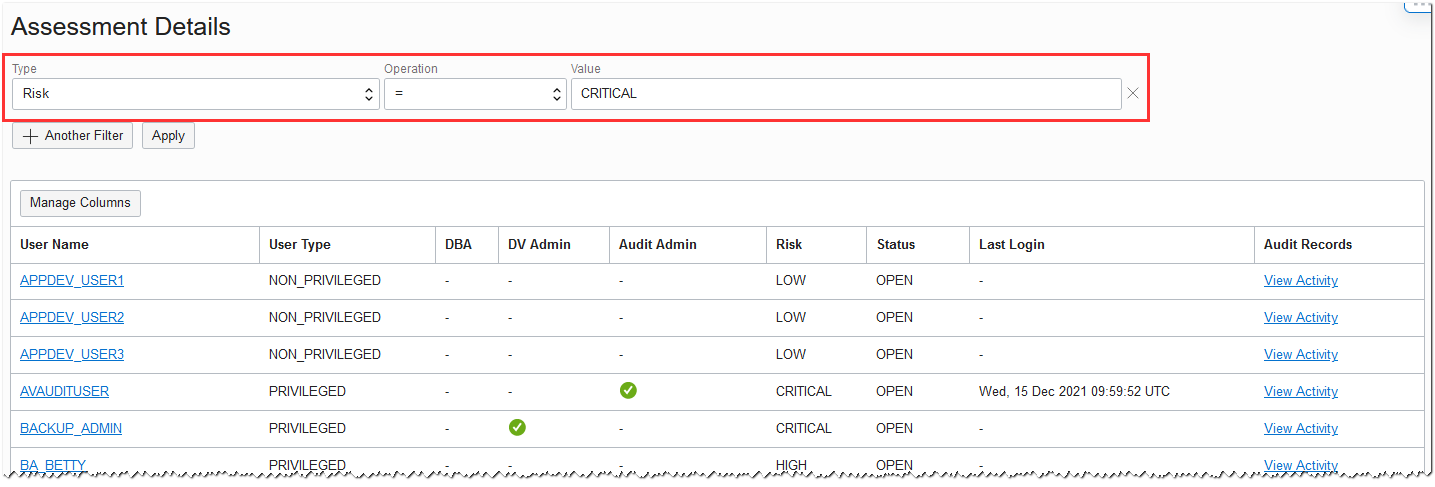 Assessment Details
Type Operation Value
Risk = CRITICAL
Another Filter Apply
Manage Columns
User Name User Type DBA DV Admin Audit Admin Risk Status Last Login Audit Records
APPDEV_USER1 NON_PRIVILEGED - - - LOW OPEN - View Activity
APPDEV_USER2 NON_PRIVILEGED - - - LOW OPEN - View Activity
APPDEV_USER3 NON_PRIVILEGED - - - LOW OPEN - View Activity
AVAUDITUSER PRIVILEGED - - CRITICAL OPEN Wed, 15 Dec 2021 09:59:52 UTC View Activity
BACKUP_ADMIN PRIVILEGED - - CRITICAL OPEN - View Activity
BA_BETTY PRIVILEGED - - - HIGH OPEN - View Activity